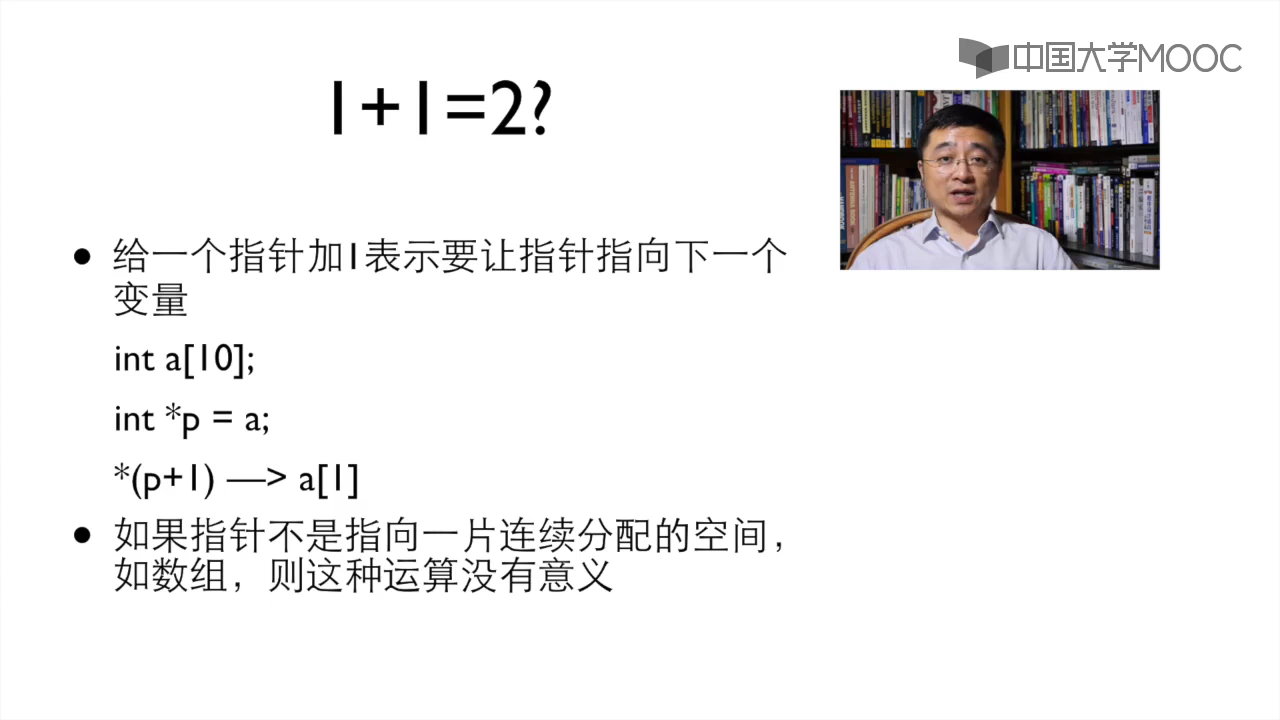 中国大学MOOC
1+1=2?
● 给一个指针加1表示要让指针指向下一个
变量
int a[10];
int *p = a;
*(p+1) —> a[1]
● 如果指针不是指向一片连续分配的空间，
如数组，则这种运算没有意义